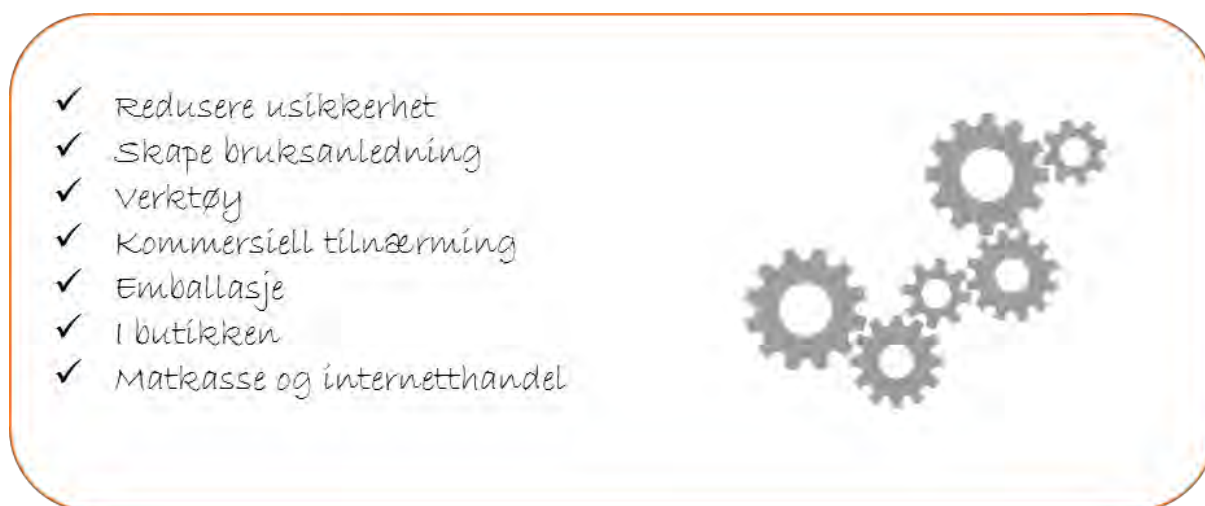 ✓ Redusere usikkerhet
✓ Skape bruksanledning
✓ Verktøy
✓ Kommersiell tilnærming
✓ Emballasje
✓ I butikken
✓ Matkasse og internetthandel